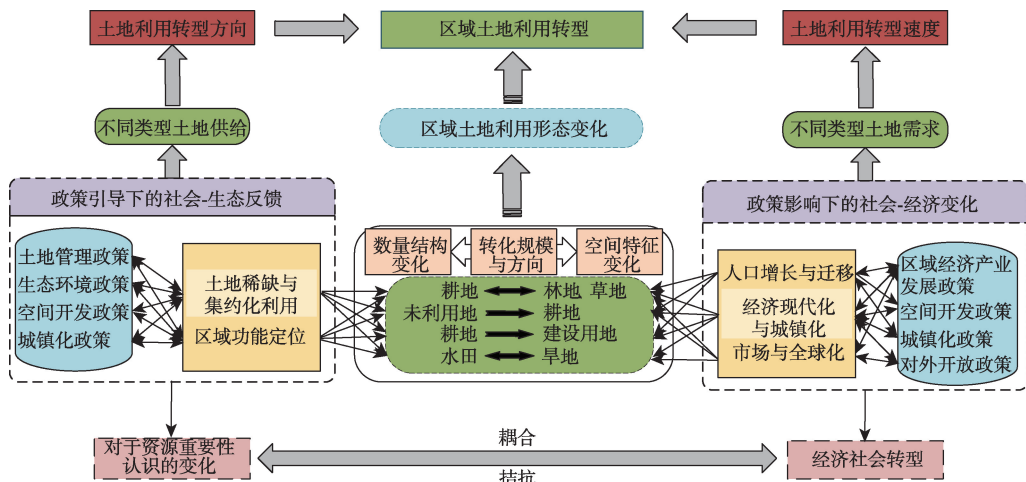 土地利用转型方向
区域土地利用转型
土地利用转型速度
不同类型土地供给
区域土地利用形态变化
不同类型土地需求
政策引导下的社会-生态反馈
政策影响下的社会-经济变化
土地管理政策
生态环境政策
空间开发政策
城镇化政策
土地稀缺与
集约化利用
区域功能定位
数量结构
变化
转化规模
与方向
空间特征
变化
耕地 林地 草地
未利用地 耕地
耕地 建设用地
水田 旱地
人口增长与迁移
经济现代化
与城镇化
市场与全球化
区域经济产业
发展政策
空间开发政策
城镇化政策
对外开放政策
对于资源重要性
认识的变化
耦合
拮抗
经济社会转型